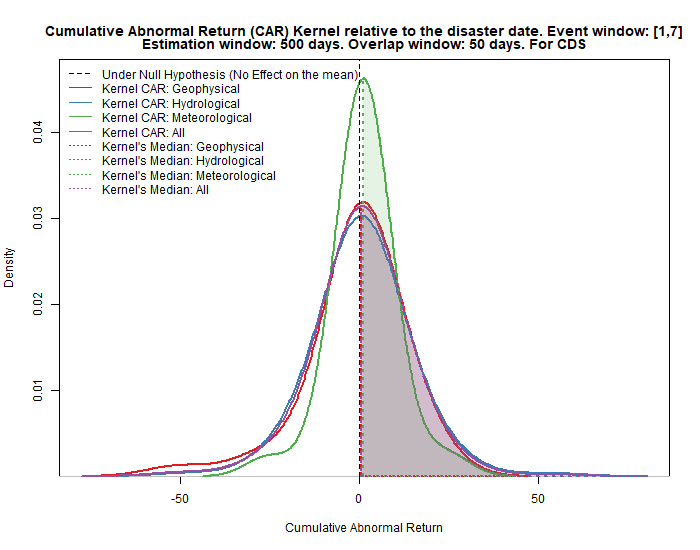 Cumulative Abnormal Return (CAR) Kernel relative to the disaster date. Event window: [1,7]
Estimation window: 500 days. Overlap window: 50 days. For CDS
Under Null Hypothesis (No Effect on the mean)
Kernel CAR: Geophysical
Kernel CAR: Hydrological
Kernel CAR: Meteorological
Kernel CAR: All
Kernel's Median: Geophysical
Kernel's Median: Hydrological
Kernel's Median: Meteorological
Kernel's Median: All
0.04
0.03
0.02
0.01
Density
-50
0
50
Cumulative Abnormal Return